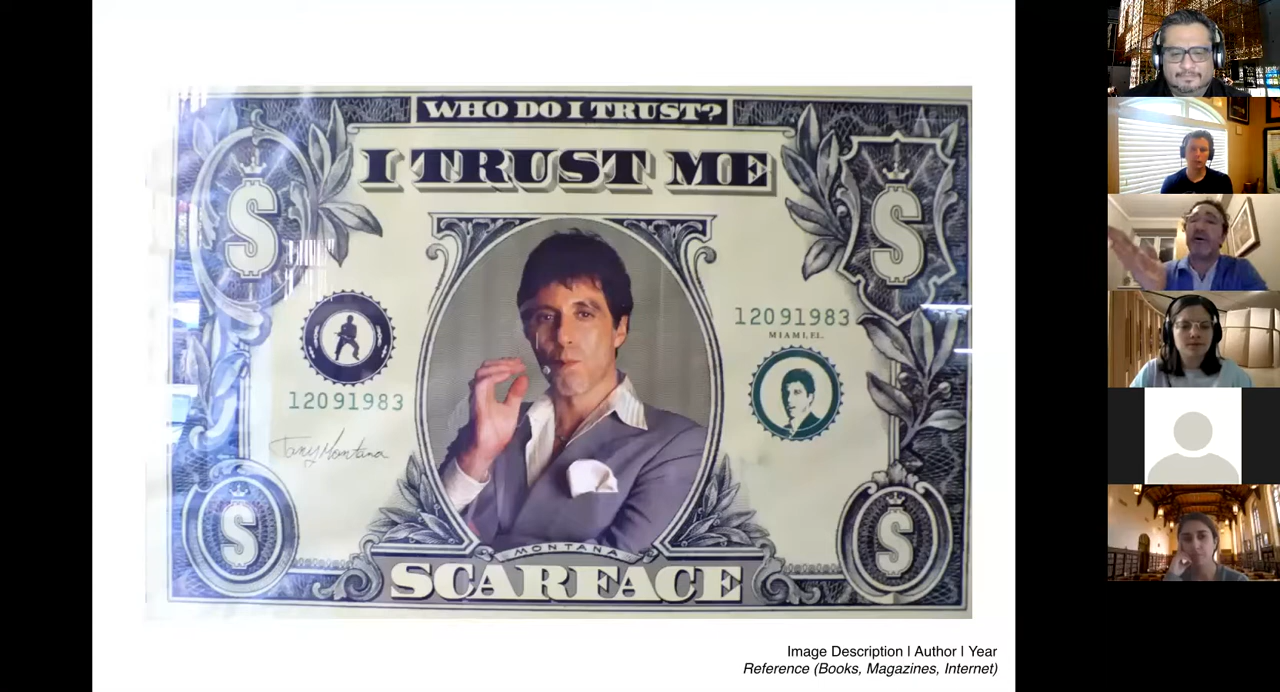 WHO DO I TRUST?
I TRUST ME
12091983
MIAMI, FL.
12091983
Tony Montana
MONTANA
SCARFACE
Image Description | Author | Year
Reference (Books, Magazines, Internet)